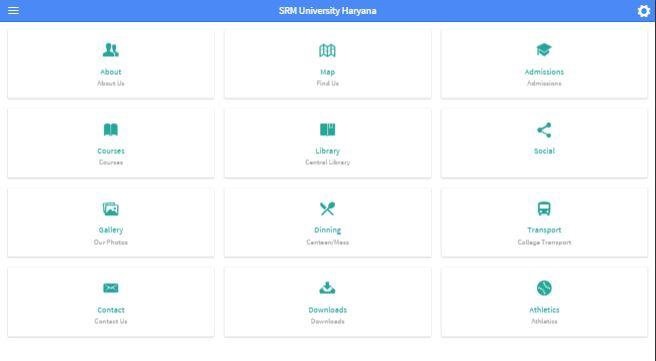 SRM University Haryana
About
About Us
Map
Find Us
Admissions
Admissions
Courses
Courses
Library
Central Library
Social
Gallery
Our Photos
Dinning
Canteen/Mess
Transport
College Transport
Contact
Contact Us
Downloads
Downloads
Athletics
Athletics